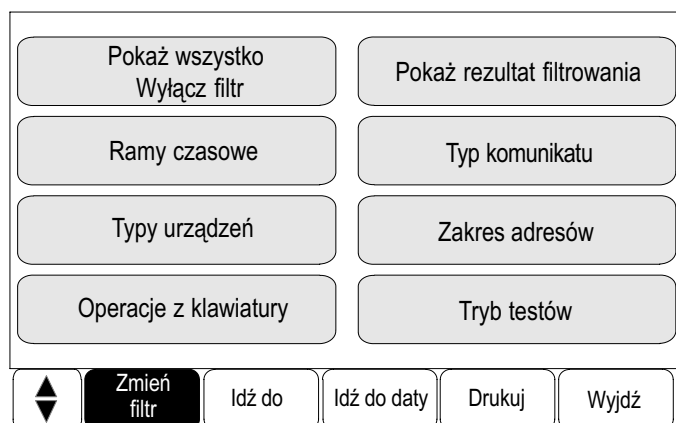 Pokaż wszystko
Wyłącz filtr
Pokaż rezultat filtrowania
Ramy czasowe
Typ komunikatu
Typy urządzeń
Zakres adresów
Operacje z klawiatury
Tryb testów
Zmień
filtr
Idź do
Idź do daty
Drukuj
Wyjdź